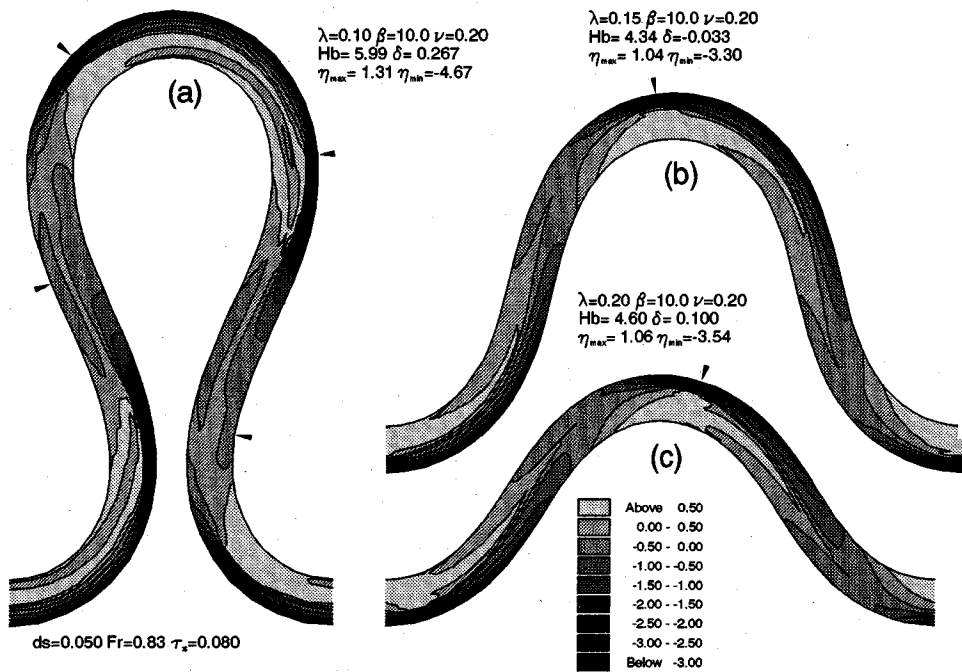 λ=0.10 β=10.0 ν=0.20
Hb= 5.99 δ= 0.267
ηmax= 1.31 ηmin=-4.67
(a)
λ=0.15 β=10.0 ν=0.20
Hb= 4.34 δ=-0.033
ηmax= 1.04 ηmin=-3.30
(b)
λ=0.20 β=10.0 ν=0.20
Hb= 4.60 δ= 0.100
ηmax= 1.06 ηmin=-3.54
(c)
Above 0.50
0.00 - 0.50
-0.50 - 0.00
-1.00 - -0.50
-1.50 - -1.00
-2.00 - -1.50
-2.50 - -2.00
-3.00 - -2.50
Below -3.00
ds=0.050 Fr=0.83 τ*=0.080